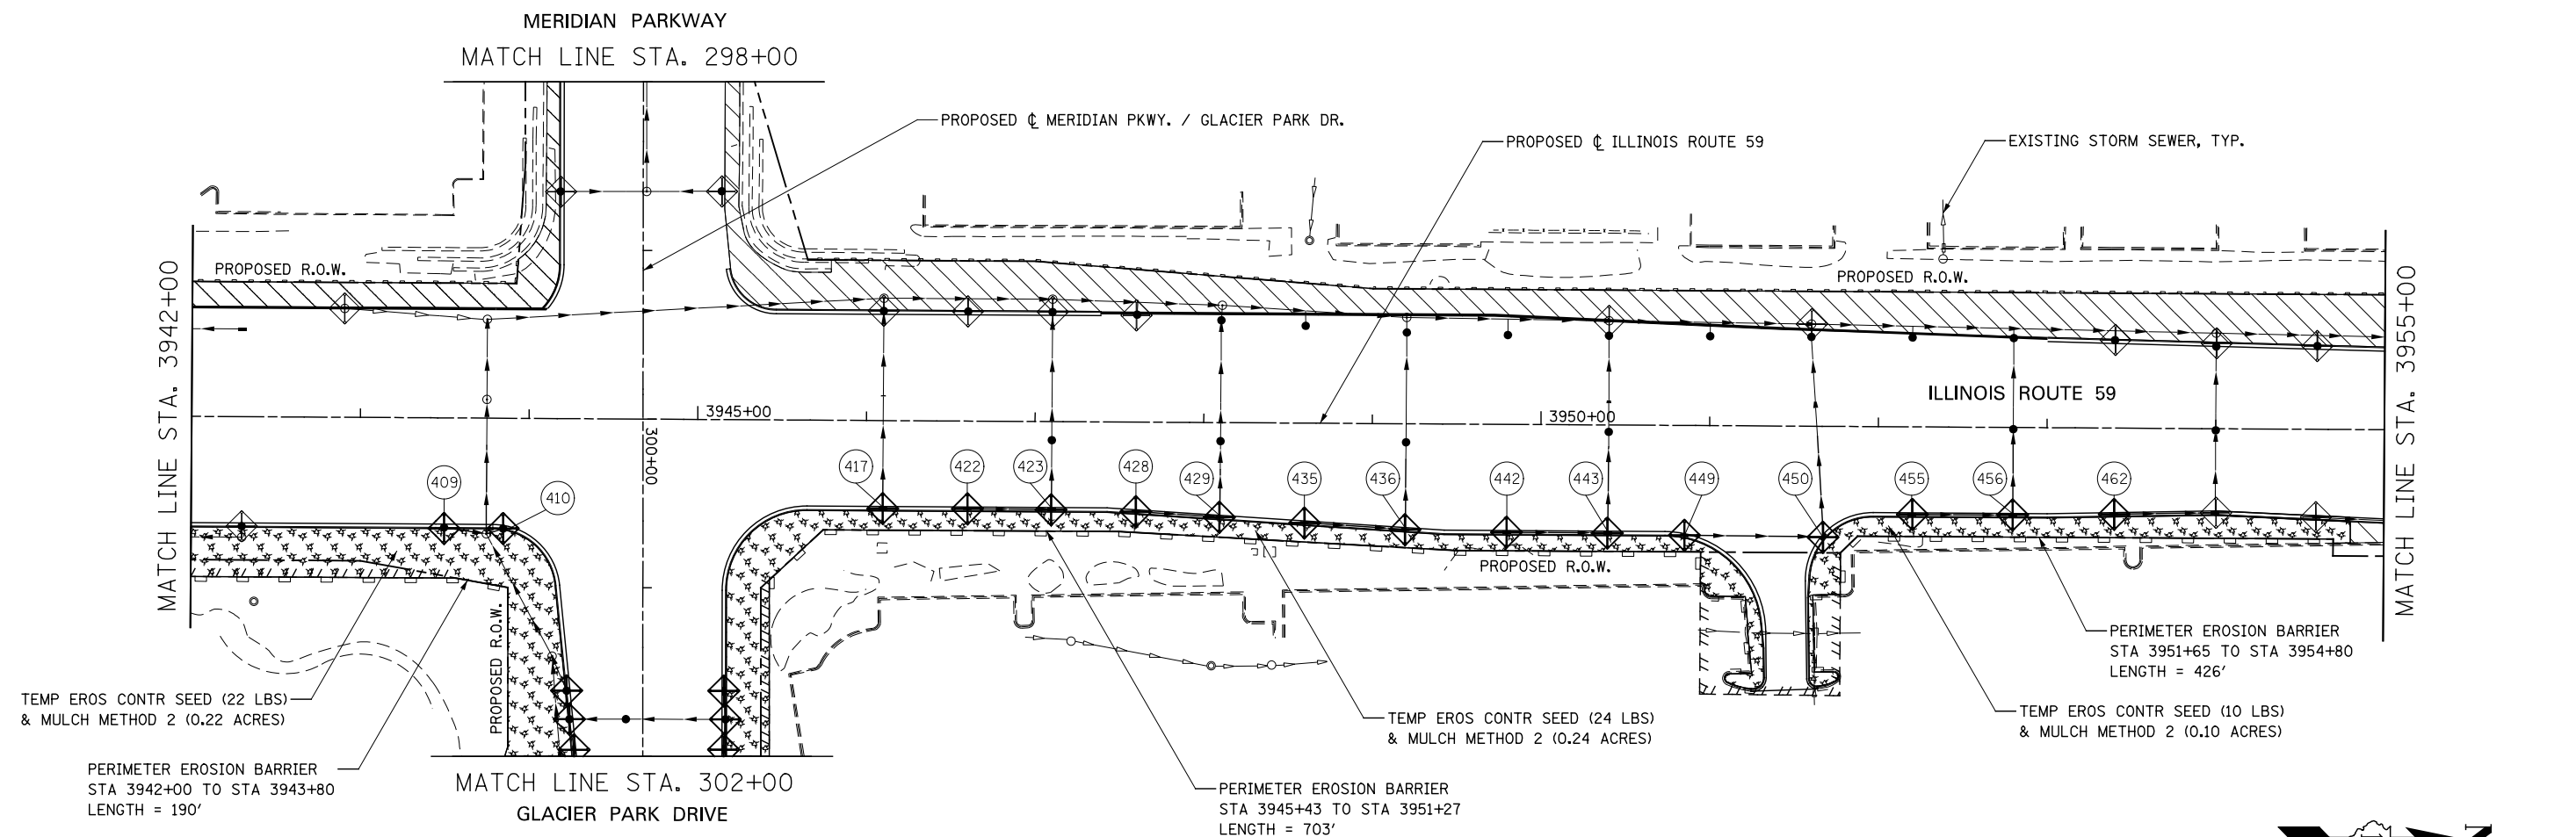 MERIDIAN PARKWAY
MATCH LINE STA. 298+00
PROPOSED ℄ MERIDIAN PKWY. / GLACIER PARK DR.
PROPOSED ℄ ILLINOIS ROUTE 59
EXISTING STORM SEWER, TYP.
PROPOSED R.O.W.
PROPOSED R.O.W.
MATCH LINE STA. 3942+00
MATCH LINE STA. 3955+00
ILLINOIS ROUTE 59
3945+00
3950+00
300+00
409
410
417
422
423
428
429
435
436
442
443
449
450
455
456
462
PROPOSED R.O.W.
PROPOSED R.O.W.
TEMP EROS CONTR SEED (22 LBS)
& MULCH METHOD 2 (0.22 ACRES)
PERIMETER EROSION BARRIER
STA 3942+00 TO STA 3943+80
LENGTH = 190'
MATCH LINE STA. 302+00
GLACIER PARK DRIVE
PERIMETER EROSION BARRIER
STA 3945+43 TO STA 3951+27
LENGTH = 703'
TEMP EROS CONTR SEED (24 LBS)
& MULCH METHOD 2 (0.24 ACRES)
PERIMETER EROSION BARRIER
STA 3951+65 TO STA 3954+80
LENGTH = 426'
TEMP EROS CONTR SEED (10 LBS)
& MULCH METHOD 2 (0.10 ACRES)